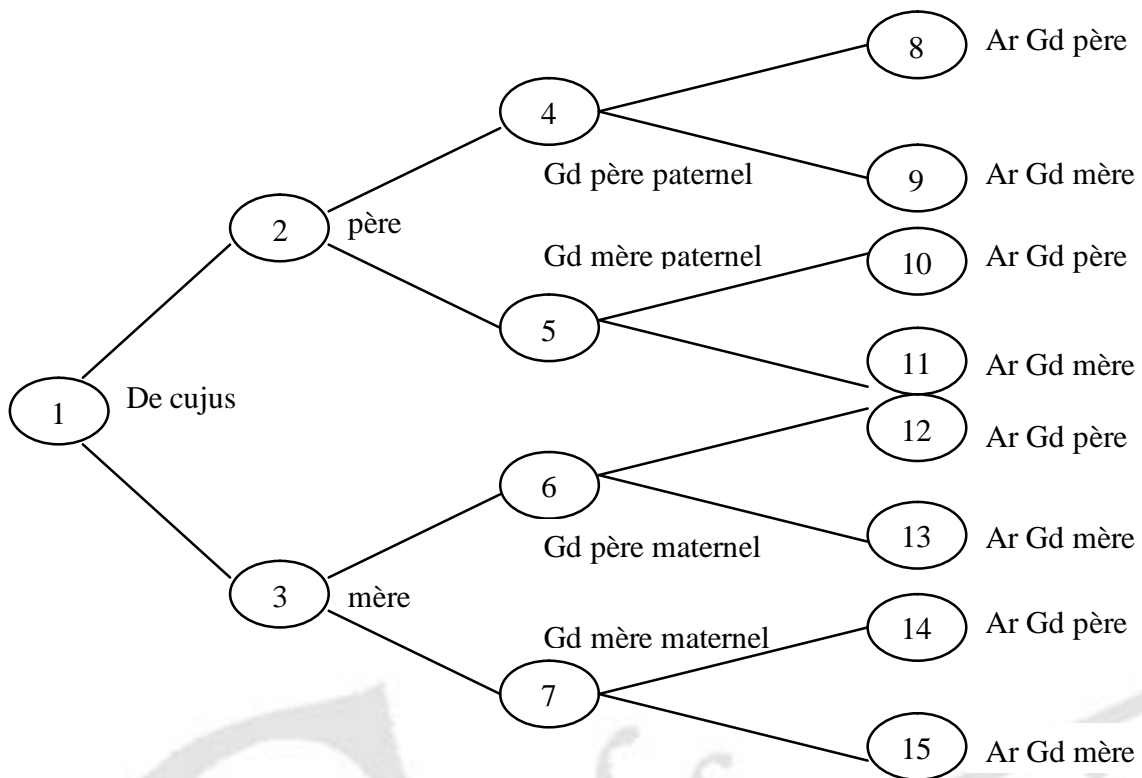 8 Ar Gd père
4
Gd père paternel
9 Ar Gd mère
2 père
Gd mère paternel
10 Ar Gd père
5
11 Ar Gd mère
1 De cujus
12 Ar Gd père
6
Gd père maternel
13 Ar Gd mère
3 mère
Gd mère maternel
14 Ar Gd père
7
15 Ar Gd mère